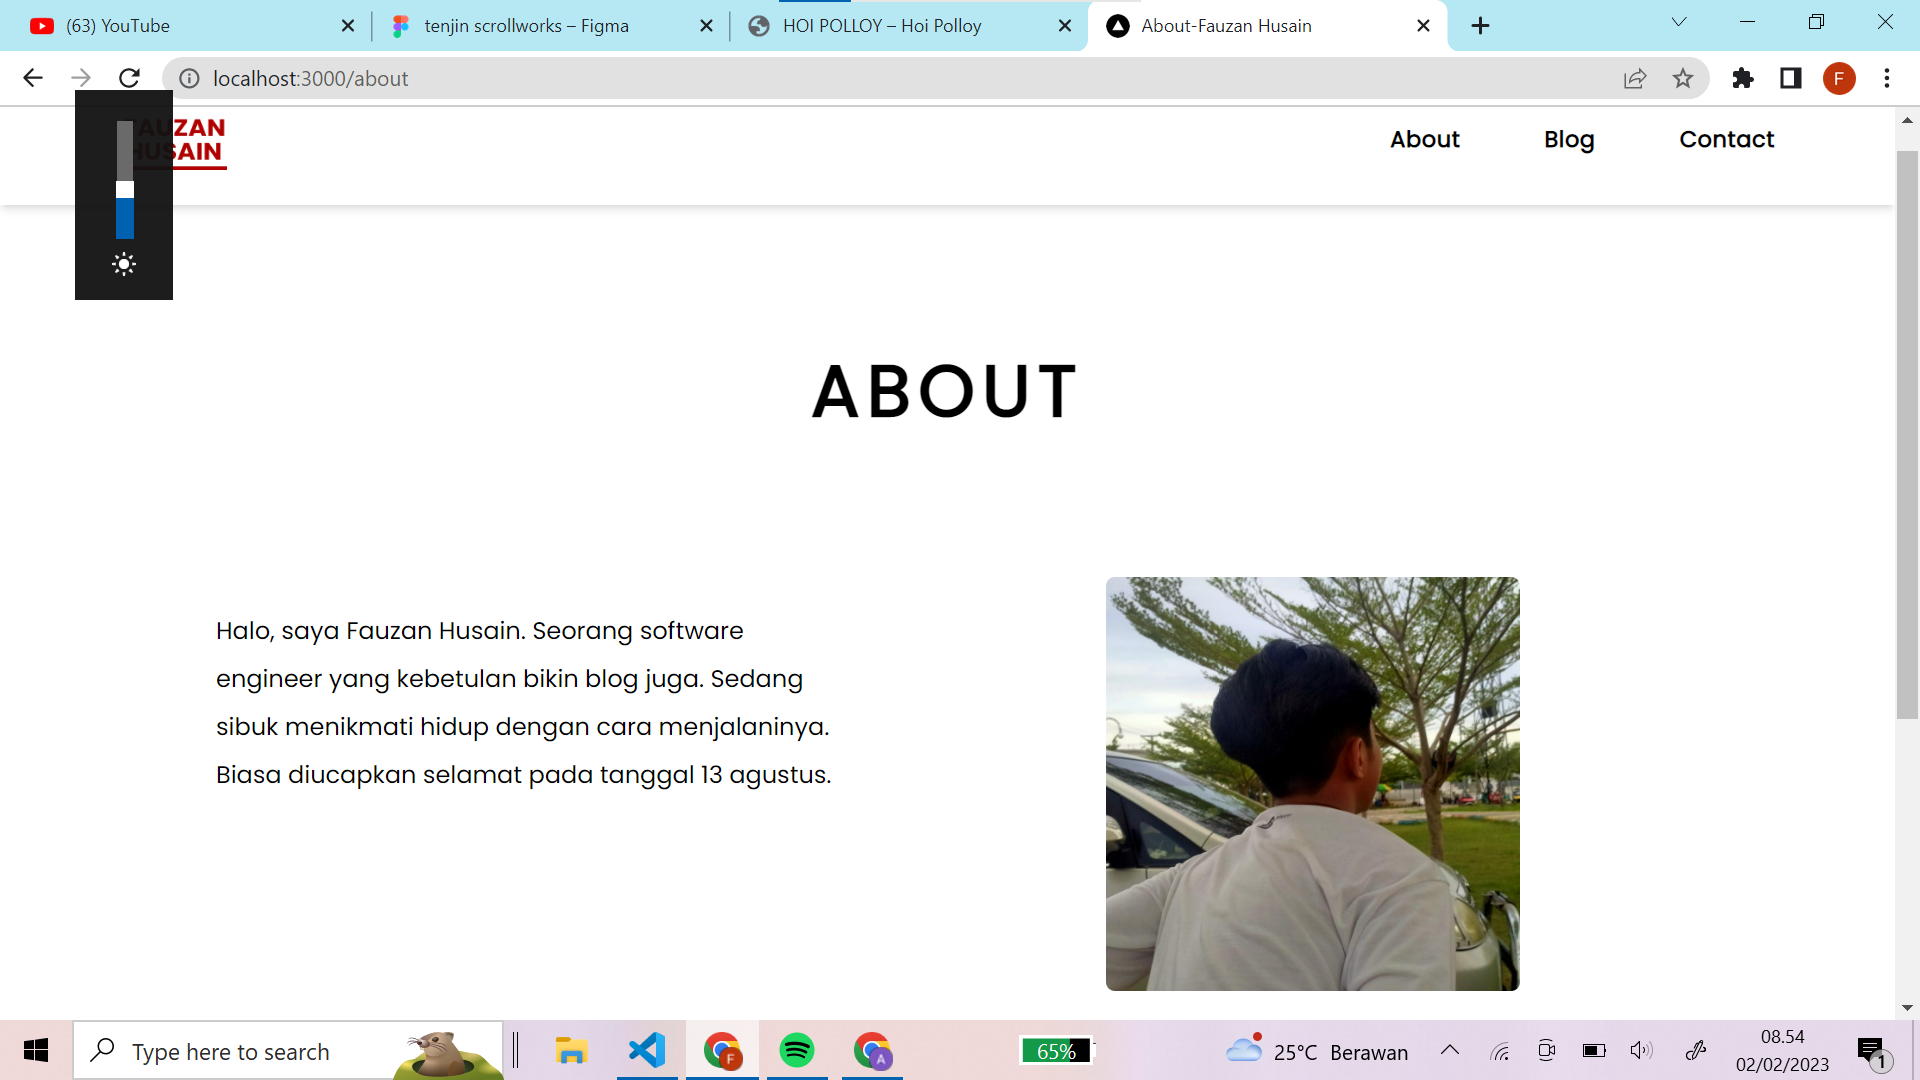 (63) YouTube
tenjin scrollworks – Figma
HOI POLLOY – Hoi Polloy
About-Fauzan Husain
localhost:3000/about
F
FAUZAN
HUSAIN
About
Blog
Contact
ABOUT
Halo, saya Fauzan Husain. Seorang software
engineer yang kebetulan bikin blog juga. Sedang
sibuk menikmati hidup dengan cara menjalaninya.
Biasa diucapkan selamat pada tanggal 13 agustus.
Type here to search
F
A
65%
25°C Berawan
08.54
02/02/2023
1